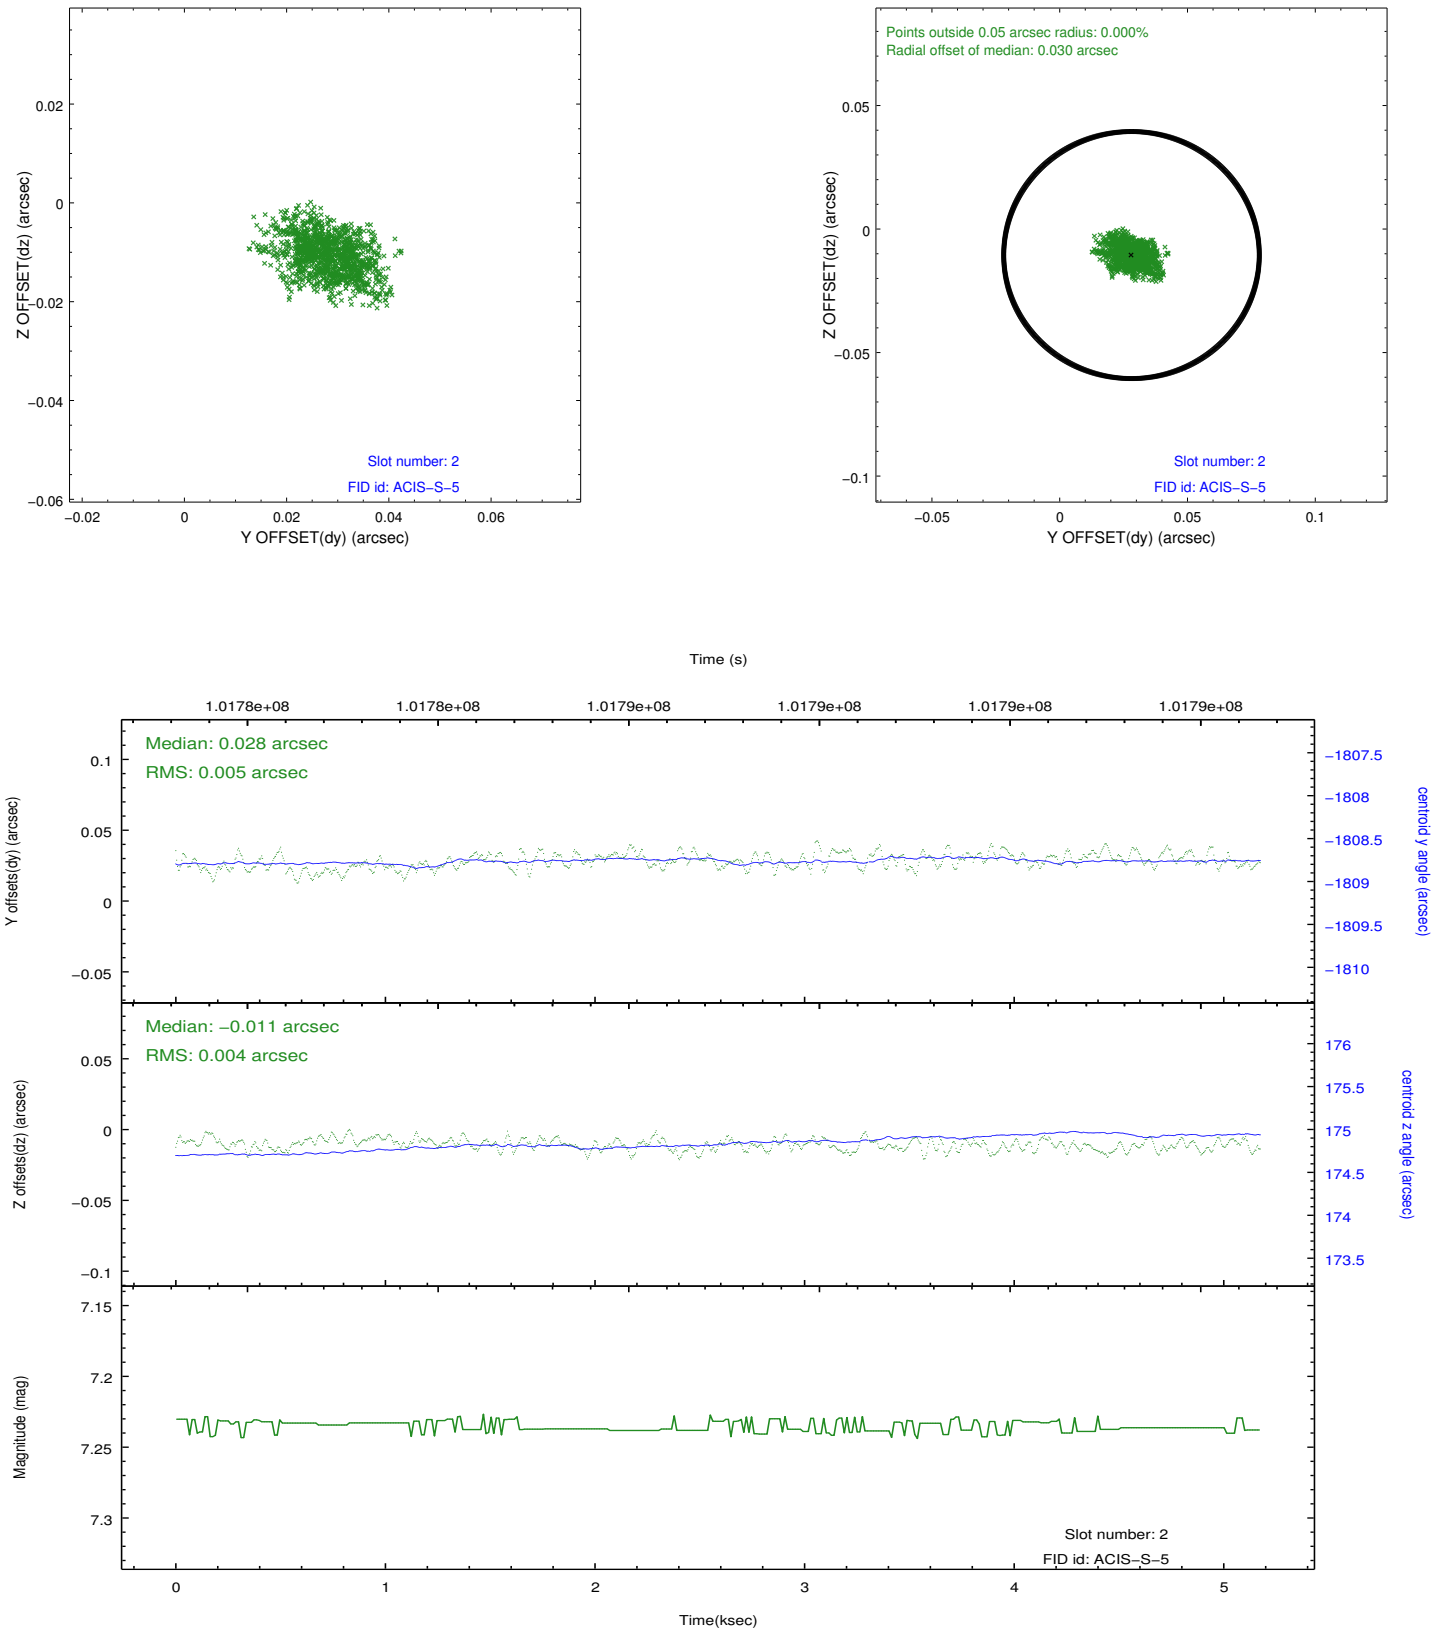 0.02
0
−0.02
−0.04
−0.06
Z OFFSET(dz) (arcsec)
Slot number: 2
FID id: ACIS−S−5
−0.02
0
0.02
0.04
0.06
Y OFFSET(dy) (arcsec)
Points outside 0.05 arcsec radius: 0.000%
Radial offset of median: 0.030 arcsec
0.05
0
−0.05
−0.1
Z OFFSET(dz) (arcsec)
Slot number: 2
FID id: ACIS−S−5
−0.05
0
0.05
0.1
Y OFFSET(dy) (arcsec)
Time (s)
1.0178e+08
1.0178e+08
1.0179e+08
1.0179e+08
1.0179e+08
1.0179e+08
Median: 0.028 arcsec
RMS: 0.005 arcsec
0.1
0.05
0
−0.05
Y offsets(dy) (arcsec)
−1807.5
−1808
−1808.5
−1809
−1809.5
−1810
centroid y angle (arcsec)
Median: −0.011 arcsec
RMS: 0.004 arcsec
0.05
0
−0.05
−0.1
Z offsets(dz) (arcsec)
176
175.5
175
174.5
174
173.5
centroid z angle (arcsec)
7.15
7.2
7.25
7.3
Magnitude (mag)
Slot number: 2
FID id: ACIS−S−5
0
1
2
3
4
5
Time(ksec)